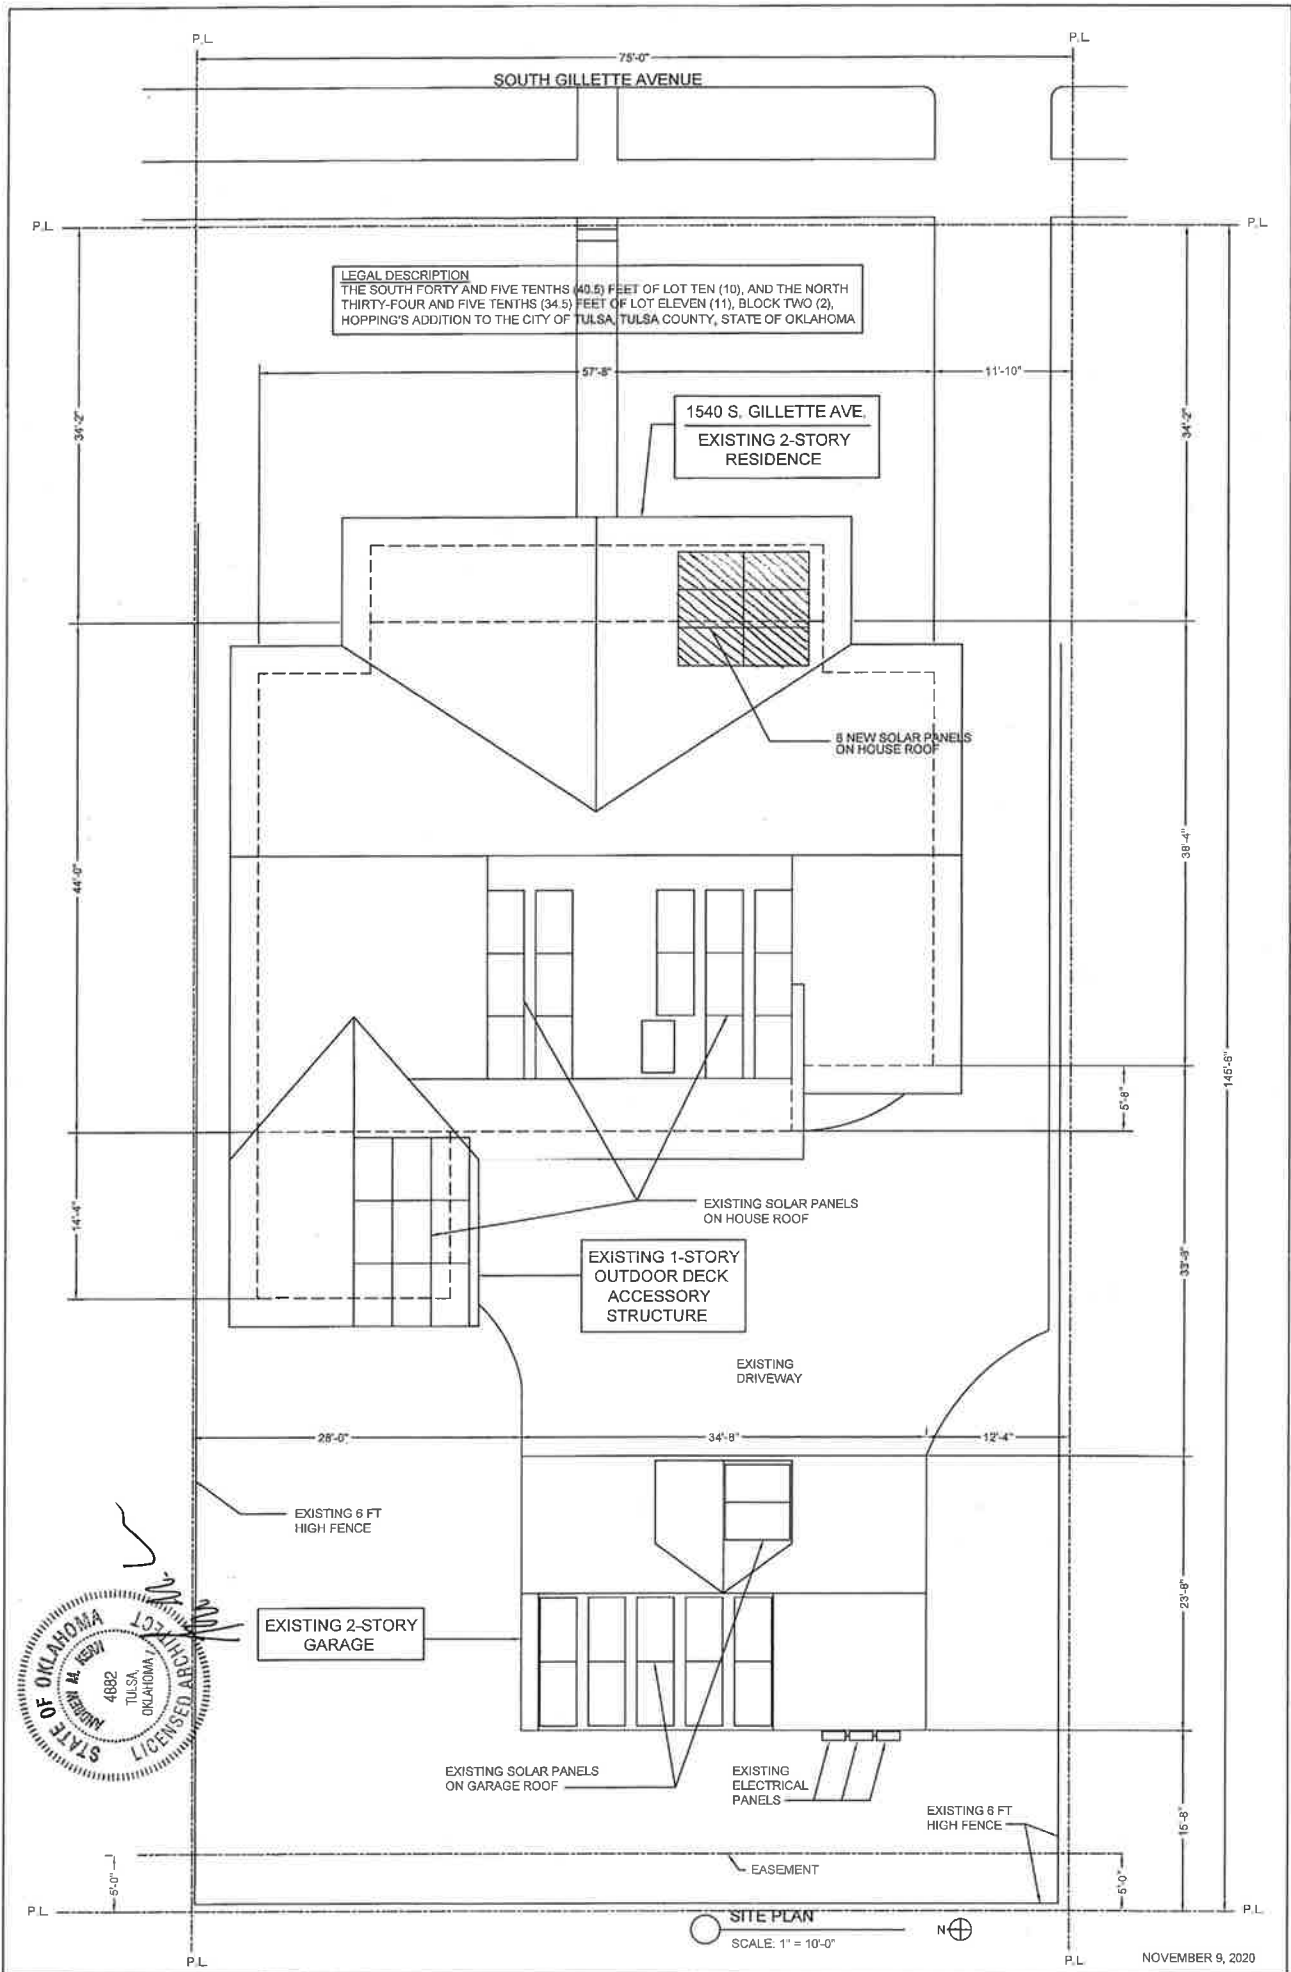 P.L.
P.L.
75'-0"
SOUTH GILLETTE AVENUE
P.L.
P.L.
LEGAL DESCRIPTION
THE SOUTH FORTY AND FIVE TENTHS (40.5) FEET OF LOT TEN (10), AND THE NORTH
THIRTY-FOUR AND FIVE TENTHS (34.5) FEET OF LOT ELEVEN (11), BLOCK TWO (2),
HOPPING'S ADDITION TO THE CITY OF TULSA, TULSA COUNTY, STATE OF OKLAHOMA
57'-8"
11'-10"
34'-2"
34'-2"
1540 S. GILLETTE AVE.
EXISTING 2-STORY
RESIDENCE
6 NEW SOLAR PANELS
ON HOUSE ROOF
44'-0"
38'-4"
145'-6"
5'-8"
14'-4"
EXISTING SOLAR PANELS
ON HOUSE ROOF
EXISTING 1-STORY
OUTDOOR DECK
ACCESSORY
STRUCTURE
33'-8"
EXISTING
DRIVEWAY
28'-0"
34'-8"
12'-4"
EXISTING 6 FT
HIGH FENCE
23'-8"
EXISTING 2-STORY
GARAGE
STATE OF OKLAHOMA
LICENSED ARCHITECT
ANDREW M. KERN
4882
TULSA,
OKLAHOMA
EXISTING SOLAR PANELS
ON GARAGE ROOF
EXISTING
ELECTRICAL
PANELS
EXISTING 6 FT
HIGH FENCE
15'-8"
EASEMENT
5'-0"
5'-0"
P.L.
P.L.
SITE PLAN
SCALE: 1" = 10'-0"
N
P.L.
P.L.
NOVEMBER 9, 2020